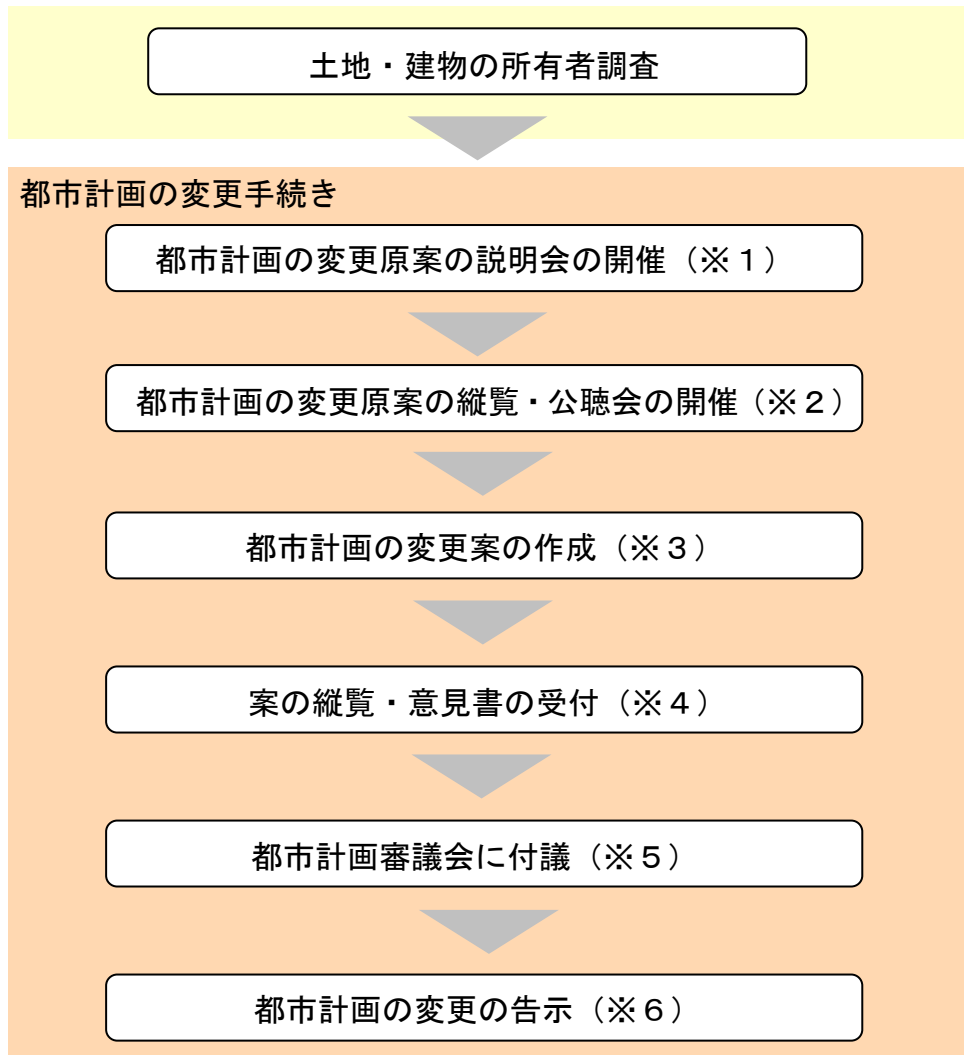 土地・建物の所有者調査
都市計画の変更手続き
都市計画の変更原案の説明会の開催（※１）
都市計画の変更原案の縦覧・公聴会の開催（※２）
都市計画の変更案の作成（※３）
案の縦覧・意見書の受付（※４）
都市計画審議会に付議（※５）
都市計画の変更の告示（※６）